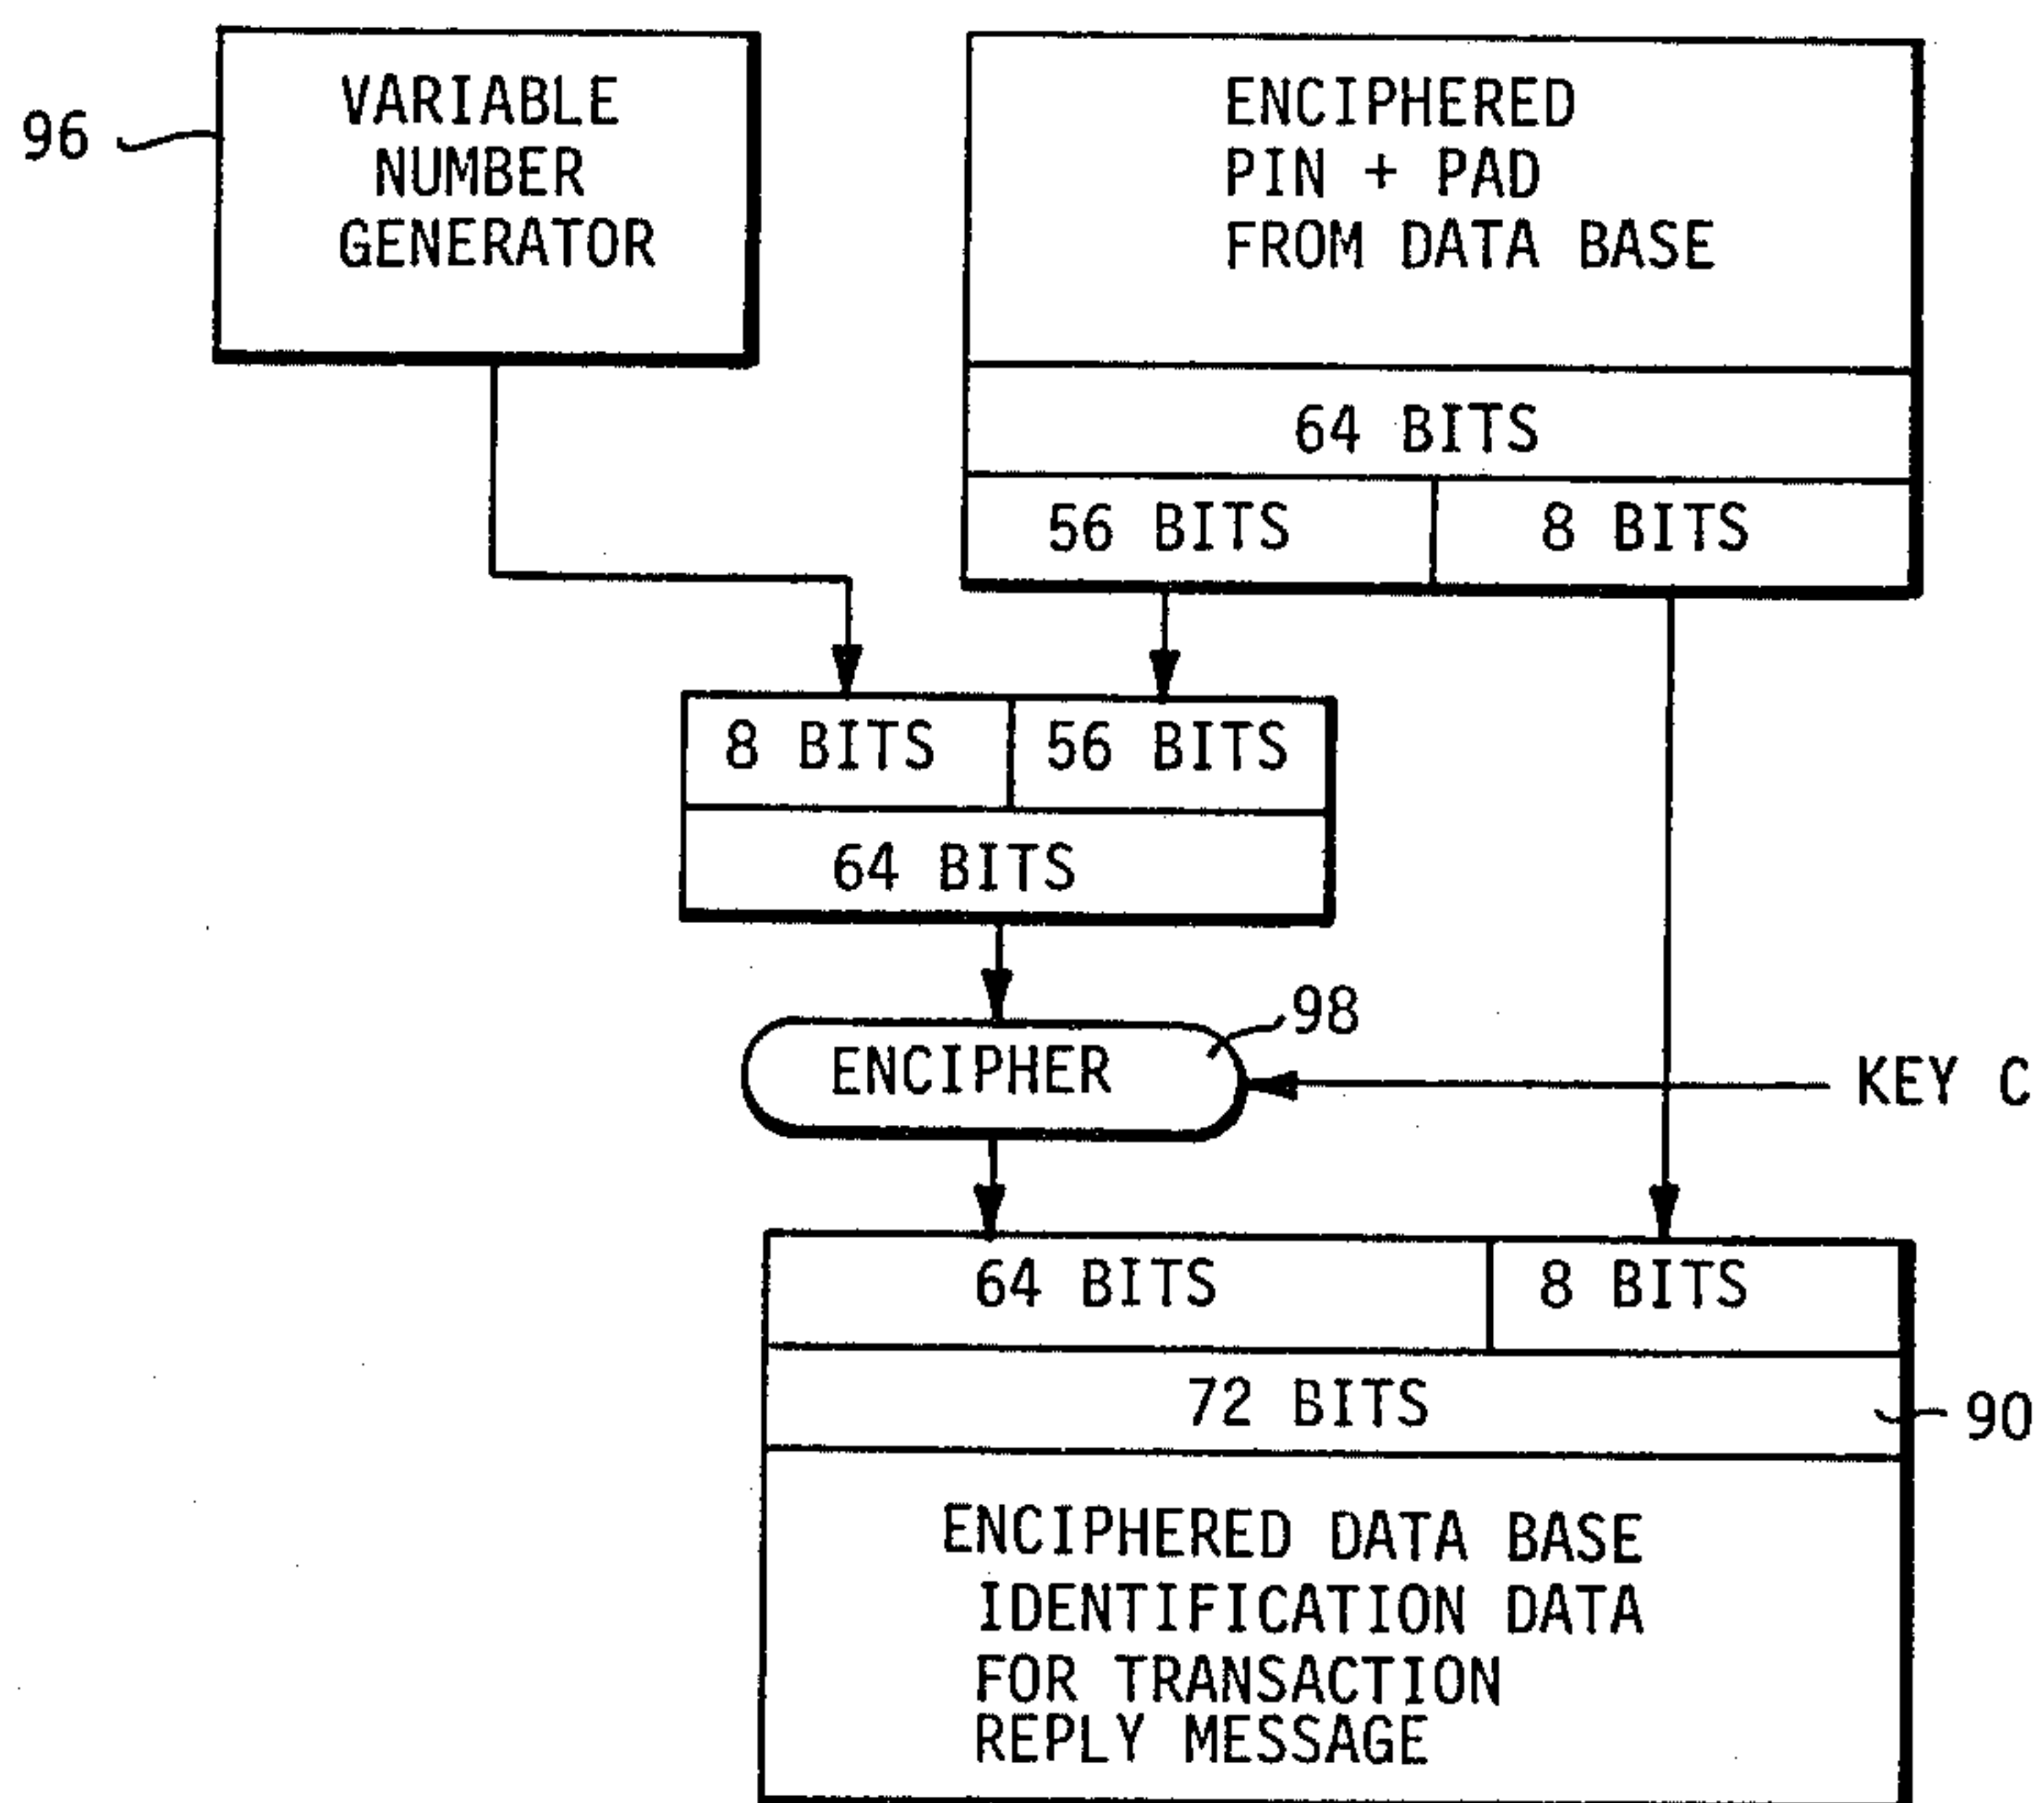 96
VARIABLE
NUMBER
GENERATOR
ENCIPHERED
PIN + PAD
FROM DATA BASE
64 BITS
56 BITS
8 BITS
8 BITS
56 BITS
64 BITS
98
ENCIPHER
KEY C
64 BITS
8 BITS
72 BITS
90
ENCIPHERED DATA BASE
IDENTIFICATION DATA
FOR TRANSACTION
REPLY MESSAGE